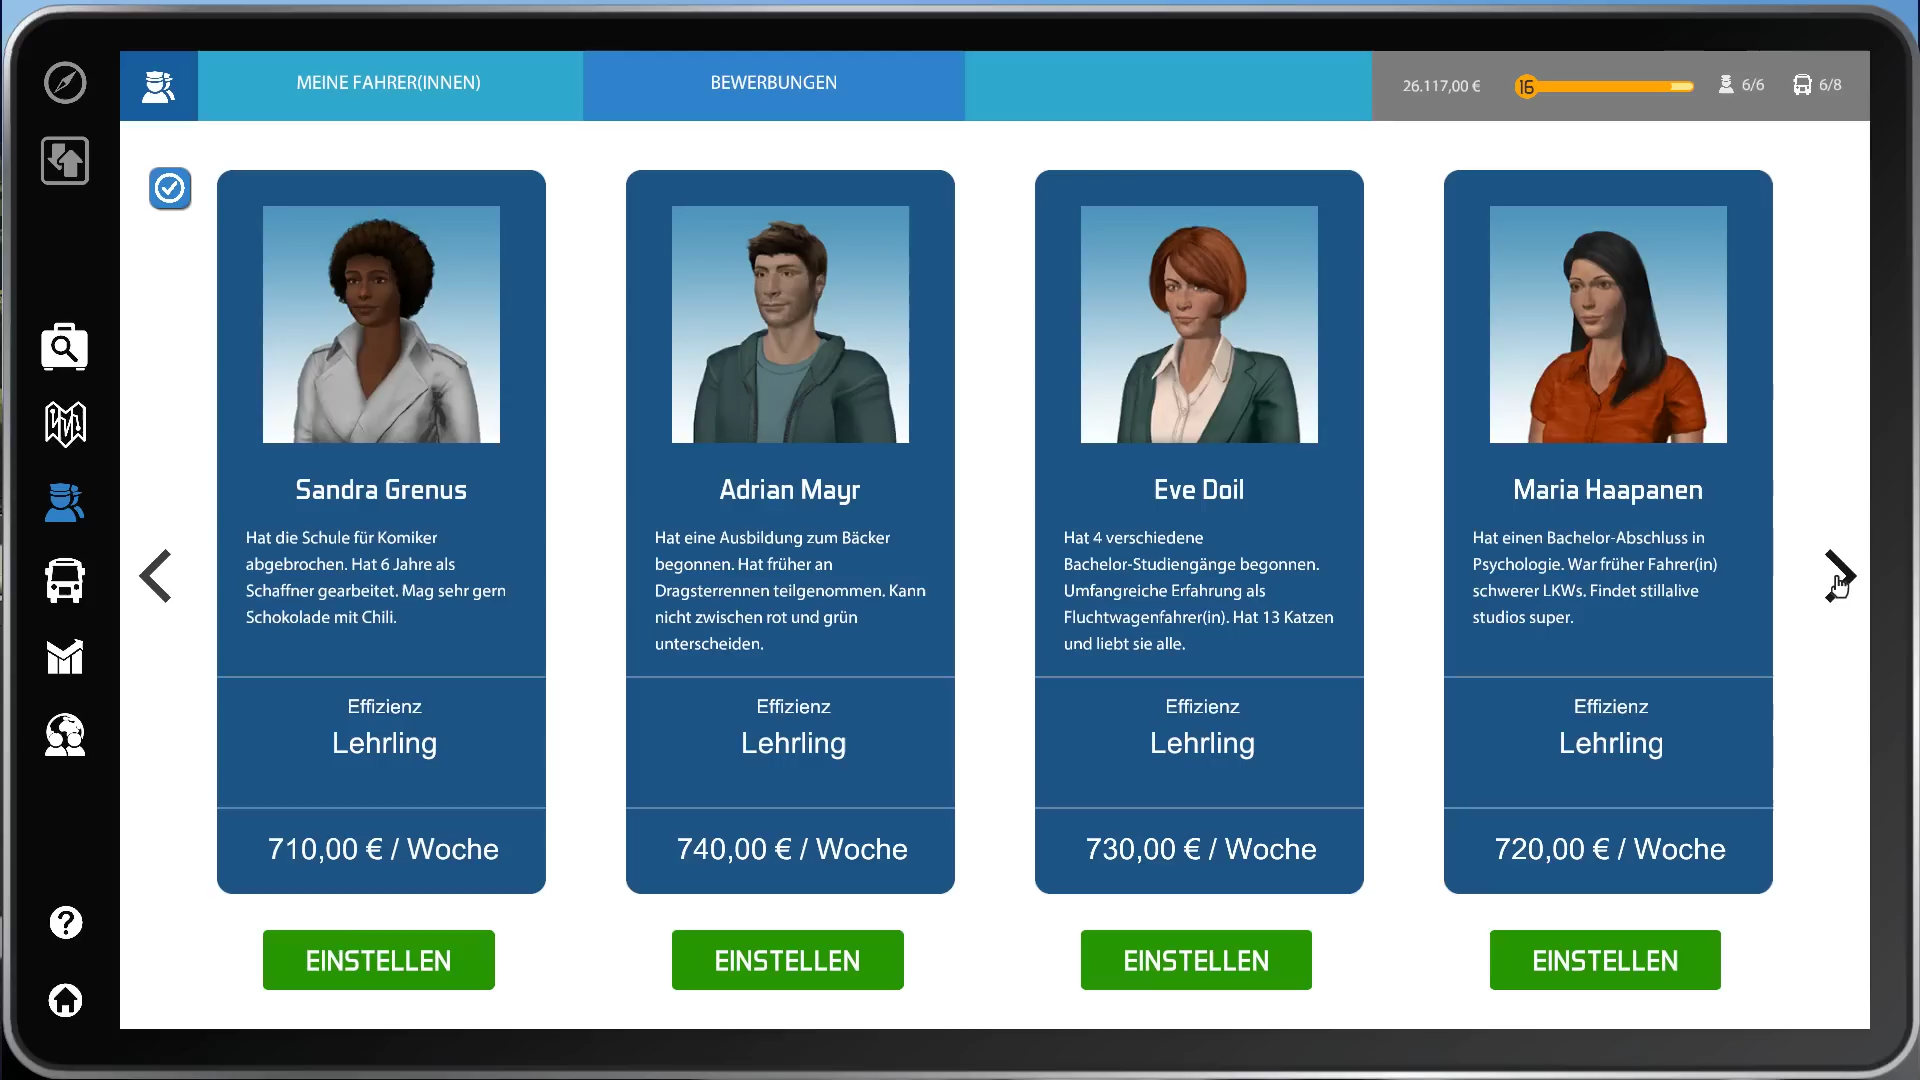 MEINE FAHRER(INNEN)
BEWERBUNGEN
26.117,00 €
16
6/6
6/8
Sandra Grenus
Hat die Schule für Komiker
abgebrochen. Hat 6 Jahre als
Schaffner gearbeitet. Mag sehr gern
Schokolade mit Chili.
Effizienz
Lehrling
710,00 € / Woche
EINSTELLEN
Adrian Mayr
Hat eine Ausbildung zum Bäcker
begonnen. Hat früher an
Dragsterrennen teilgenommen. Kann
nicht zwischen rot und grün
unterscheiden.
Effizienz
Lehrling
740,00 € / Woche
EINSTELLEN
Eve Doil
Hat 4 verschiedene
Bachelor-Studiengänge begonnen.
Umfangreiche Erfahrung als
Fluchtwagenfahrer(in). Hat 13 Katzen
und liebt sie alle.
Effizienz
Lehrling
730,00 € / Woche
EINSTELLEN
Maria Haapanen
Hat einen Bachelor-Abschluss in
Psychologie. War früher Fahrer(in)
schwerer LKWs. Findet stillalive
studios super.
Effizienz
Lehrling
720,00 € / Woche
EINSTELLEN